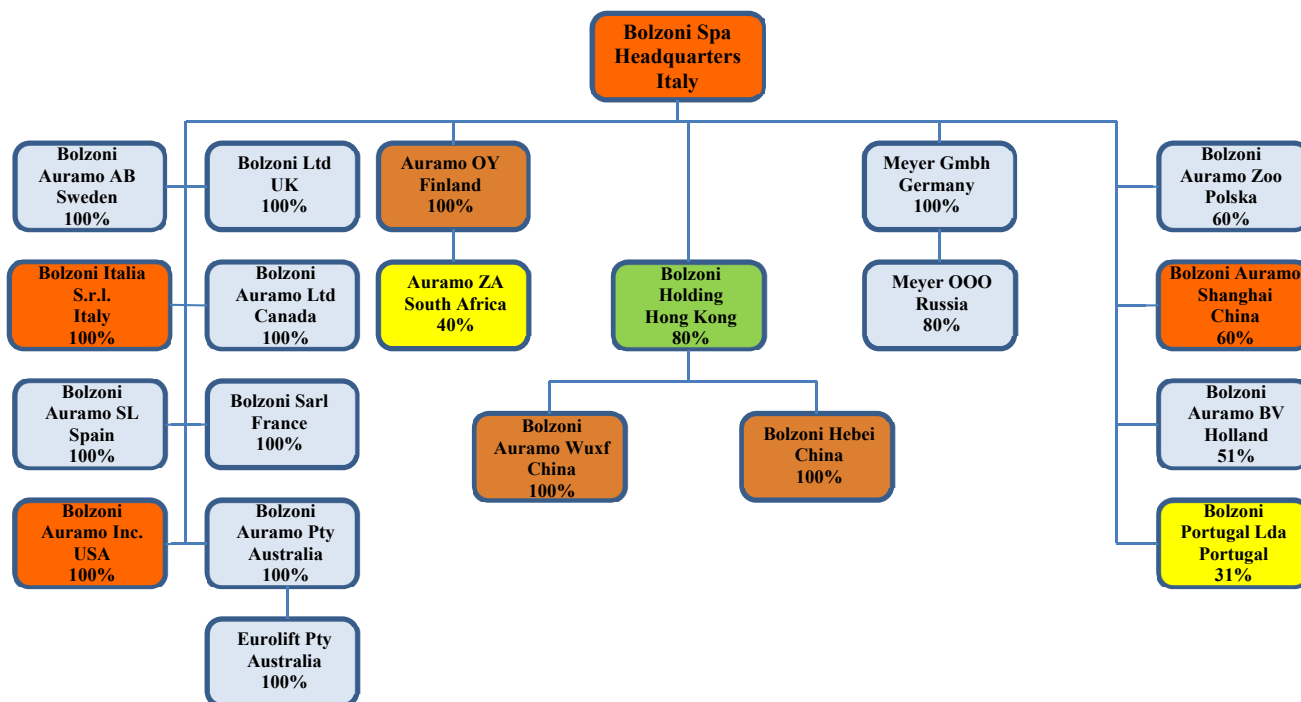 Bolzoni Spa
Headquarters
Italy
Bolzoni
Auramo AB
Sweden
100%
Bolzoni Ltd
UK
100%
Auramo OY
Finland
100%
Meyer Gmbh
Germany
100%
Bolzoni
Auramo Zoo
Polska
60%
Bolzoni Italia
S.r.l.
Italy
100%
Bolzoni
Auramo Ltd
Canada
100%
Auramo ZA
South Africa
40%
Bolzoni
Holding
Hong Kong
80%
Meyer OOO
Russia
80%
Bolzoni Auramo
Shanghai
China
60%
Bolzoni
Auramo SL
Spain
100%
Bolzoni Sarl
France
100%
Bolzoni
Auramo Wuxf
China
100%
Bolzoni Hebei
China
100%
Bolzoni
Auramo BV
Holland
51%
Bolzoni
Auramo Inc.
USA
100%
Bolzoni
Auramo Pty
Australia
100%
Bolzoni
Portugal Lda
Portugal
31%
Eurolift Pty
Australia
100%